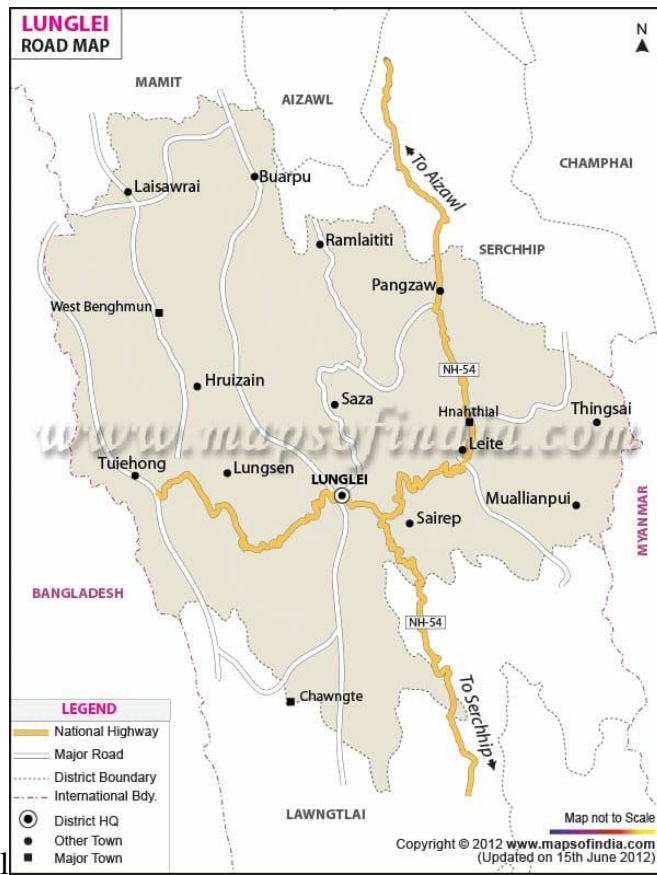 LUNGLEI
ROAD MAP
N
MAMIT
AIZAWL
CHAMPHAI
To Aizawl
Laisawrai
Buarpu
Ramlaititi
SERCHHIP
Pangzaw
West Benghmun
NH-54
Hruizain
Saza
Hnahthial
Thingsai
www.mapsofindia.com
Leite
Tuiehong
Lungsen
LUNGLEI
Muallianpui
Sairep
MYANMAR
BANGLADESH
NH-54
To Serchhip
Chawngte
LEGEND
National Highway
Major Road
District Boundary
International Bdy.
District HQ
Other Town
Major Town
LAWNGTLAI
Map not to Scale
Copyright © 2012 www.mapsofindia.com
(Updated on 15th June 2012)